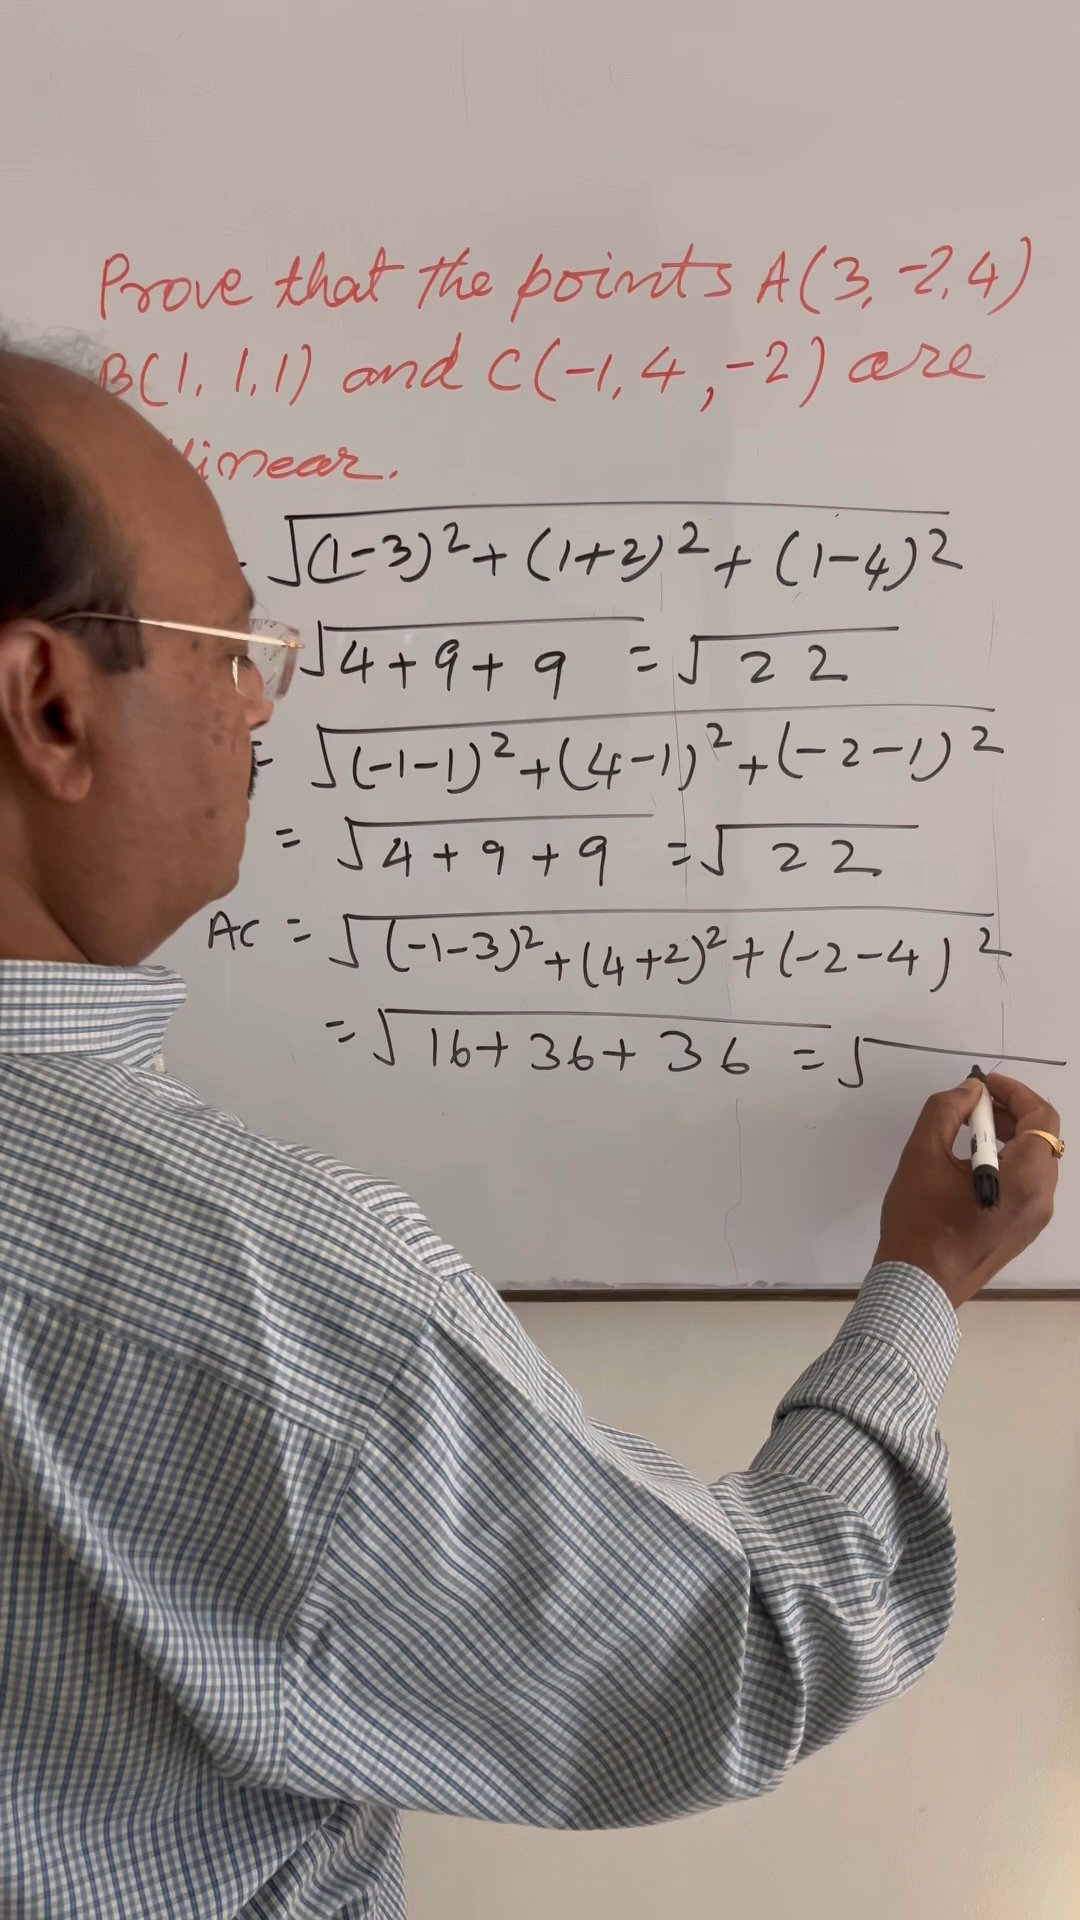 Prove that the points A(3, -2, 4)
B(1, 1, 1) and C(-1, 4, -2) are
linear.
√(1-3)² + (1+2)² + (1-4)²
√4+9+9 = √22
= √(-1-1)² + (4-1)² + (-2-1)²
= √4+9+9 = √22
AC = √(-1-3)² + (4+2)² + (-2-4)²
= √16+36+36 = √